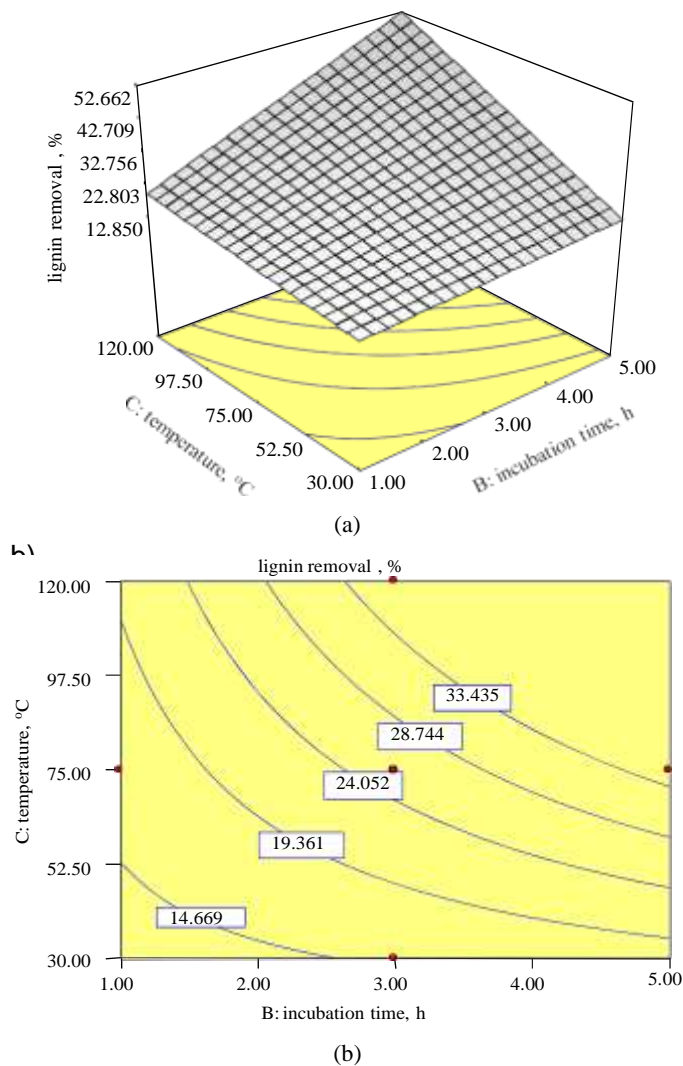 52.662
42.709
32.756
22.803
12.850
lignin removal , %
120.00
97.50
75.00
52.50
30.00
C: temperature, °C
1.00
2.00
3.00
4.00
5.00
B: incubation time, h
(a)
b)
lignin removal , %
120.00
97.50
75.00
52.50
30.00
C: temperature, °C
33.435
28.744
24.052
19.361
14.669
1.00 2.00 3.00 4.00 5.00
B: incubation time, h
(b)